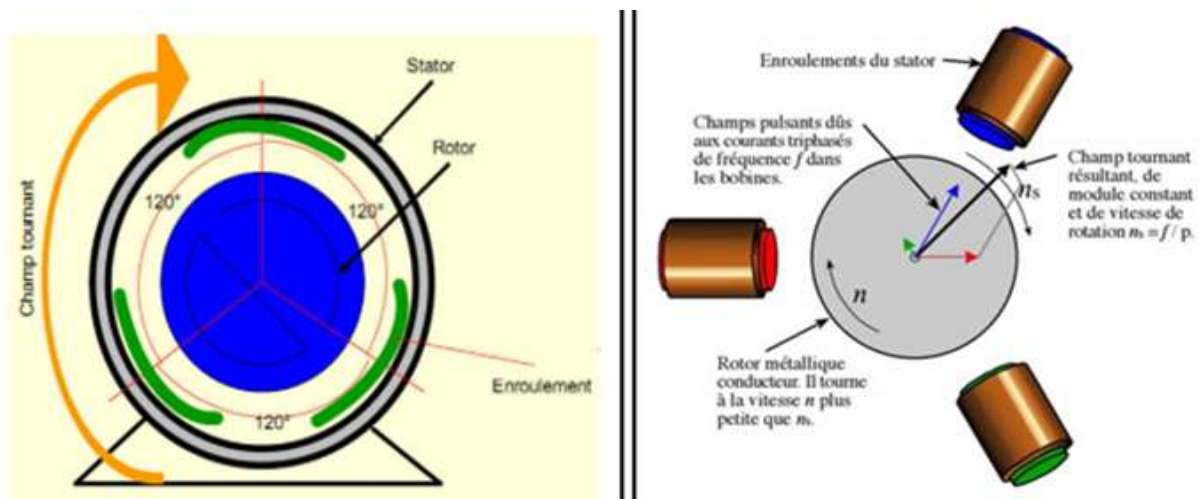 Stator
Rotor
120°
120°
Champ tournant
Enroulement
120°
Enroulements du stator
Champs pulsants dûs
aux courants triphasés
de fréquence f dans
les bobines.
Champ tournant
résultant, de
module constant
et de vitesse de
rotation ns = f / p.
nS
n
Rotor métallique
conducteur. Il tourne
à la vitesse n plus
petite que ns.